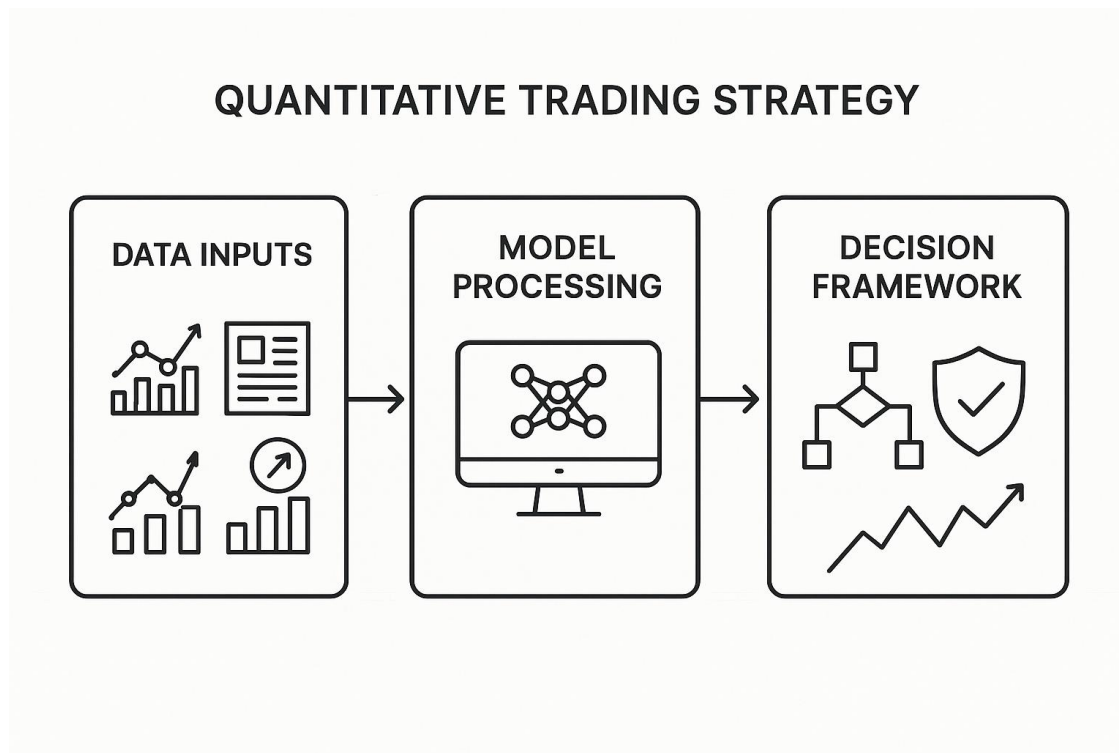 QUANTITATIVE TRADING STRATEGY
DATA INPUTS
MODEL
PROCESSING
DECISION
FRAMEWORK